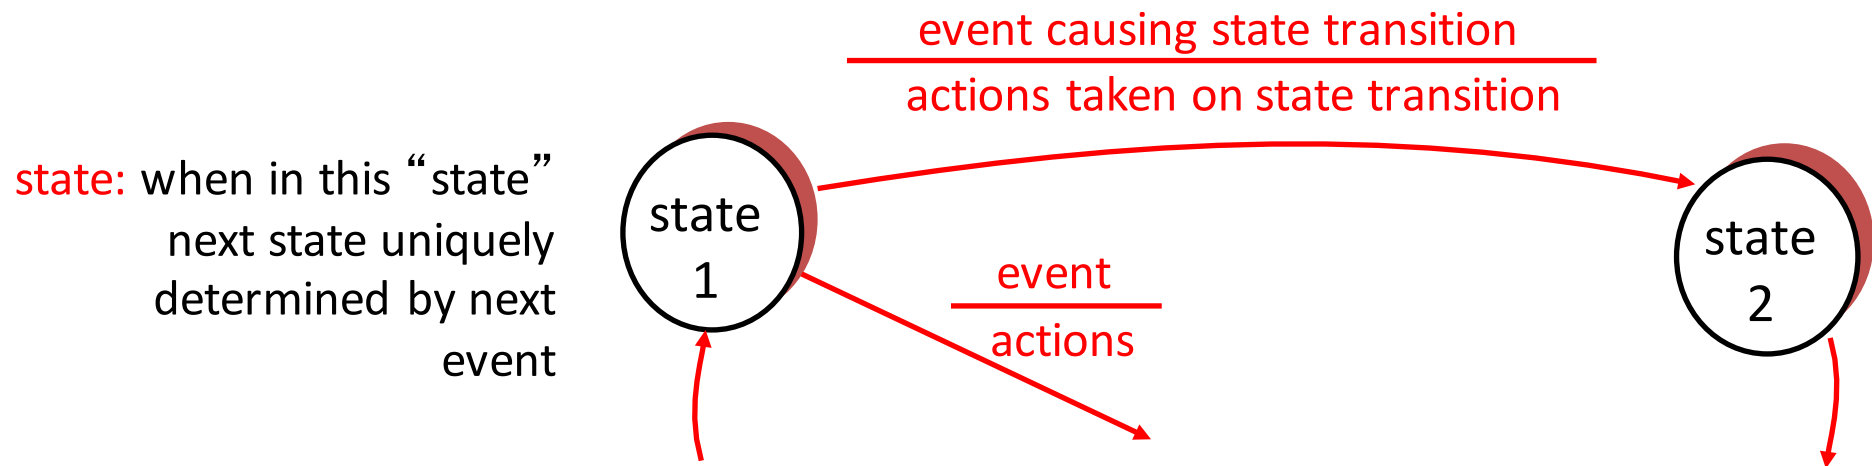 event causing state transition
actions taken on state transition
state: when in this “state”
next state uniquely
determined by next
event
state
1
event
actions
state
2